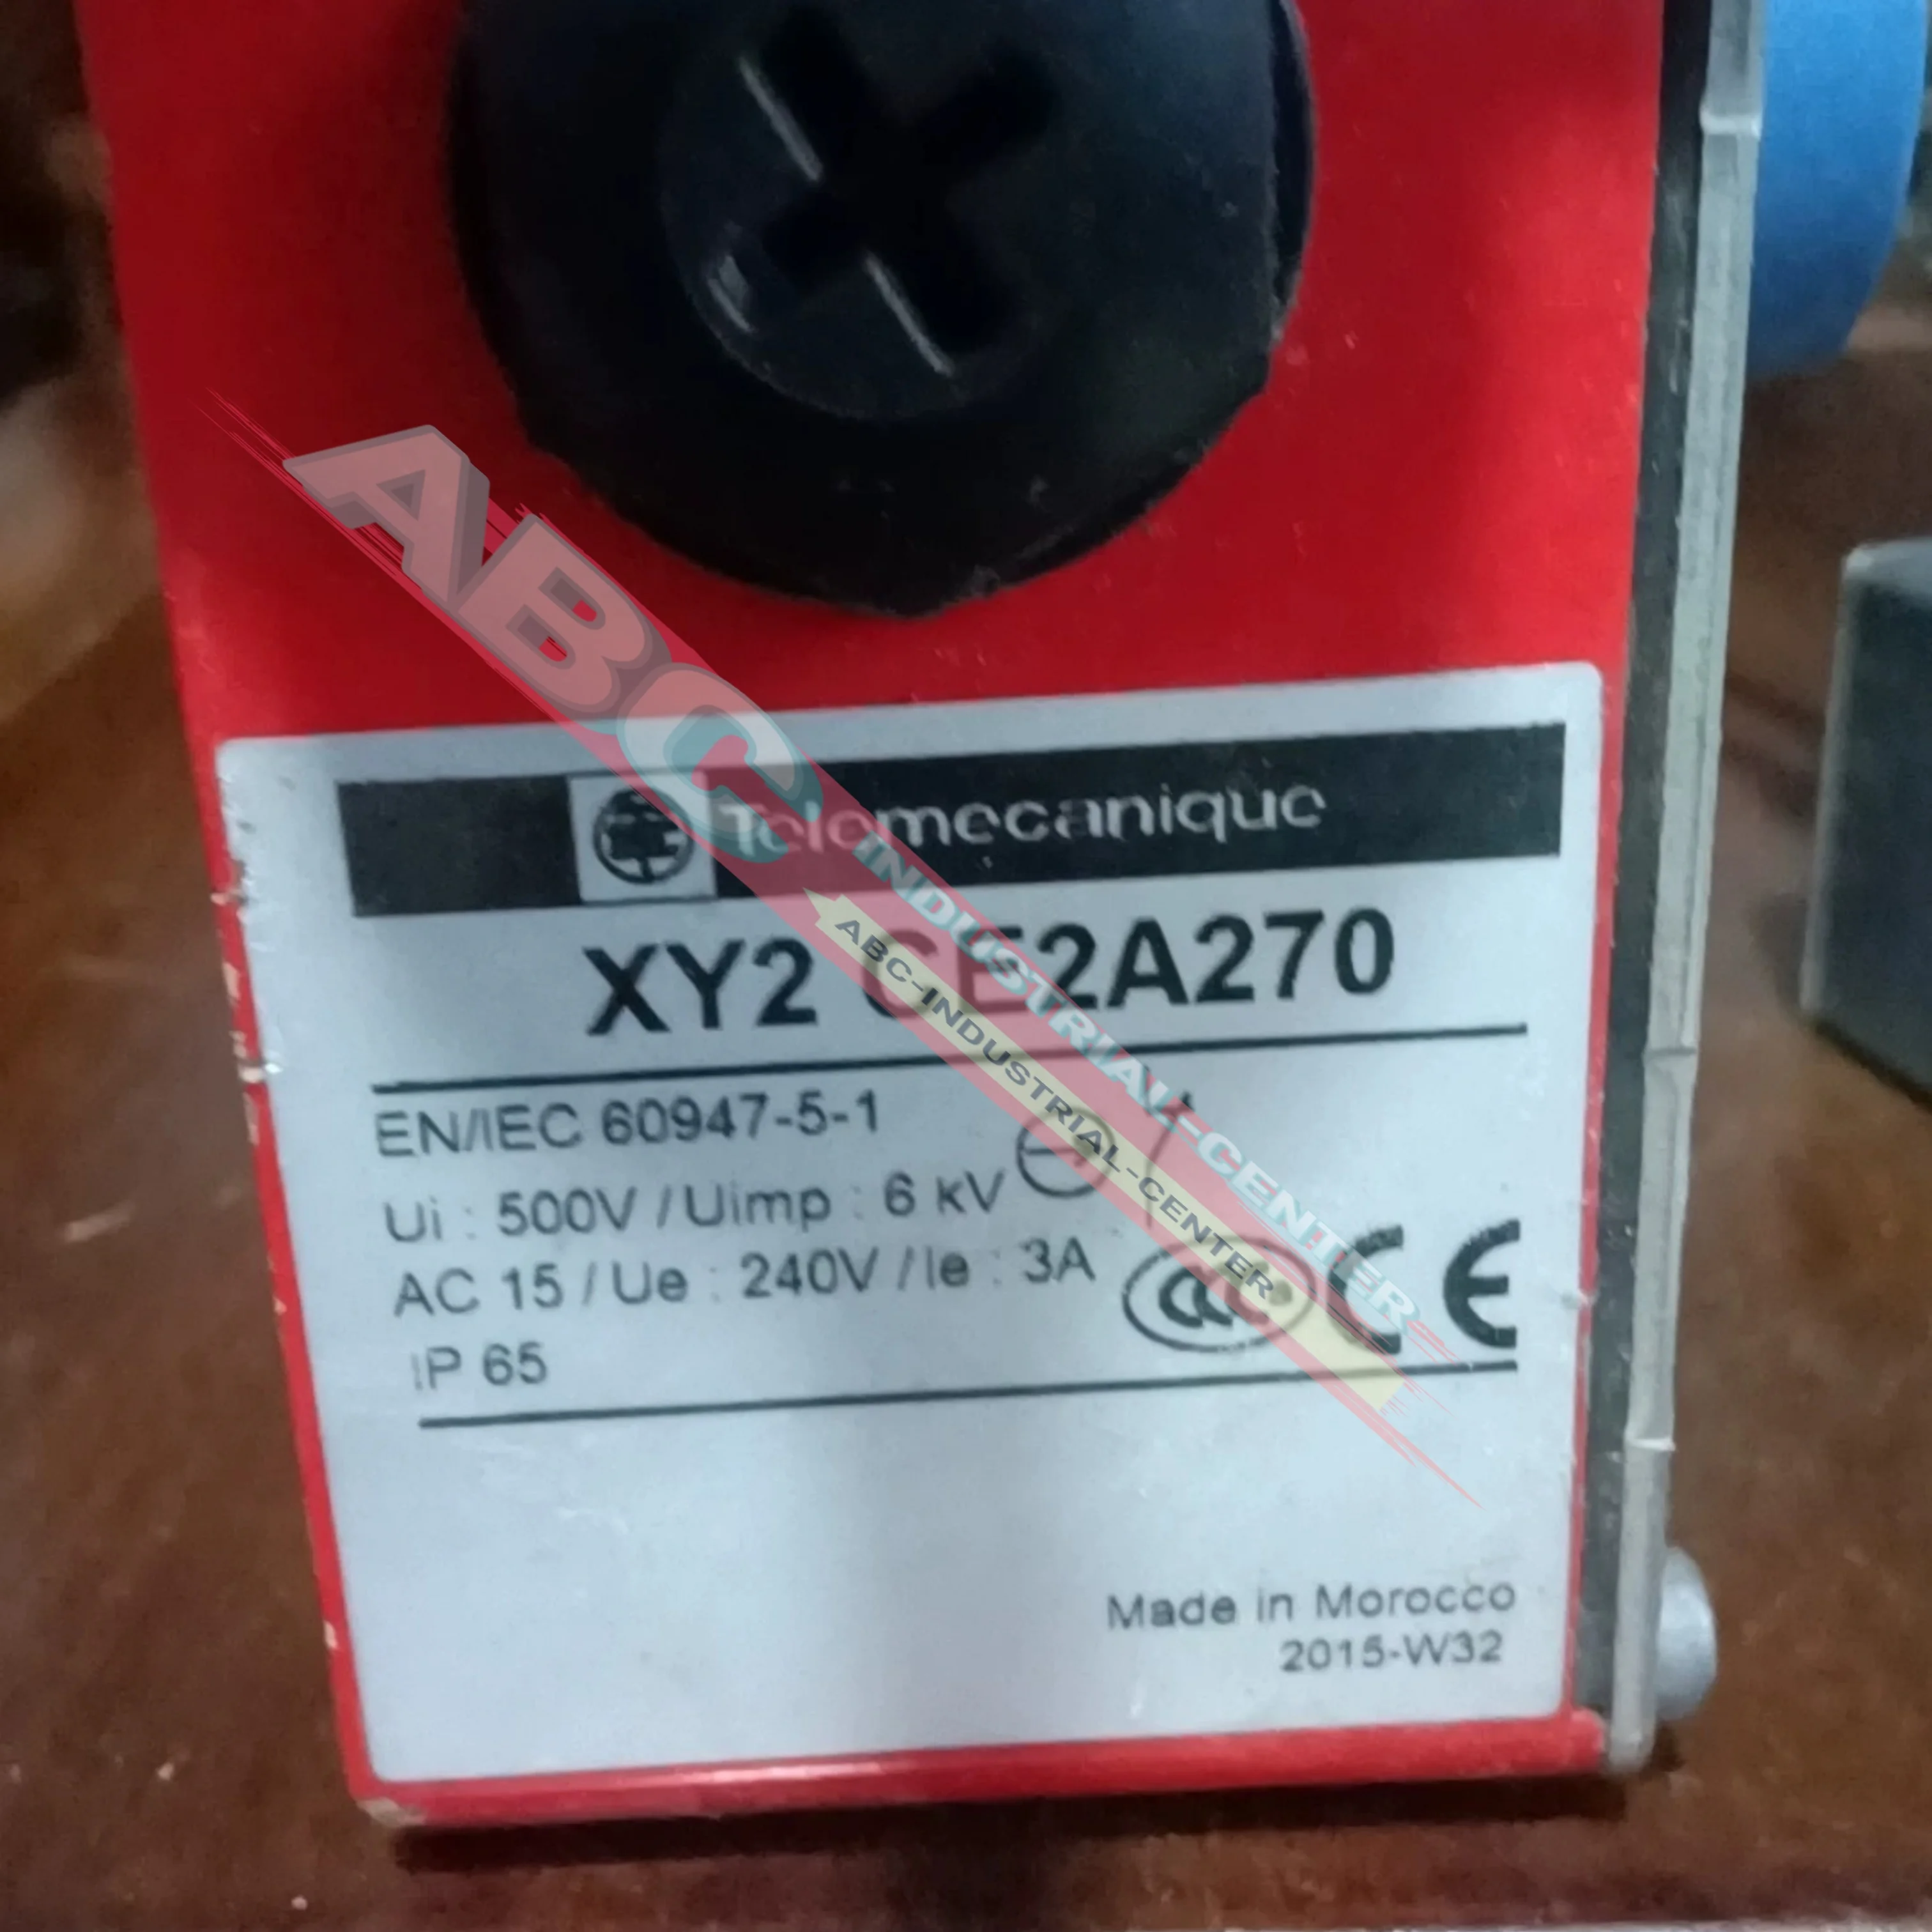 Telemecanique
XY2 CE2A270
EN/IEC 60947-5-1
Ui : 500V / Uimp : 6 kV
AC 15 / Ue : 240V / Ie : 3A
IP 65
CCC CE
Made in Morocco
2015-W32
ABC INDUSTRIAL-CENTER
ABC-INDUSTRIAL-CENTER